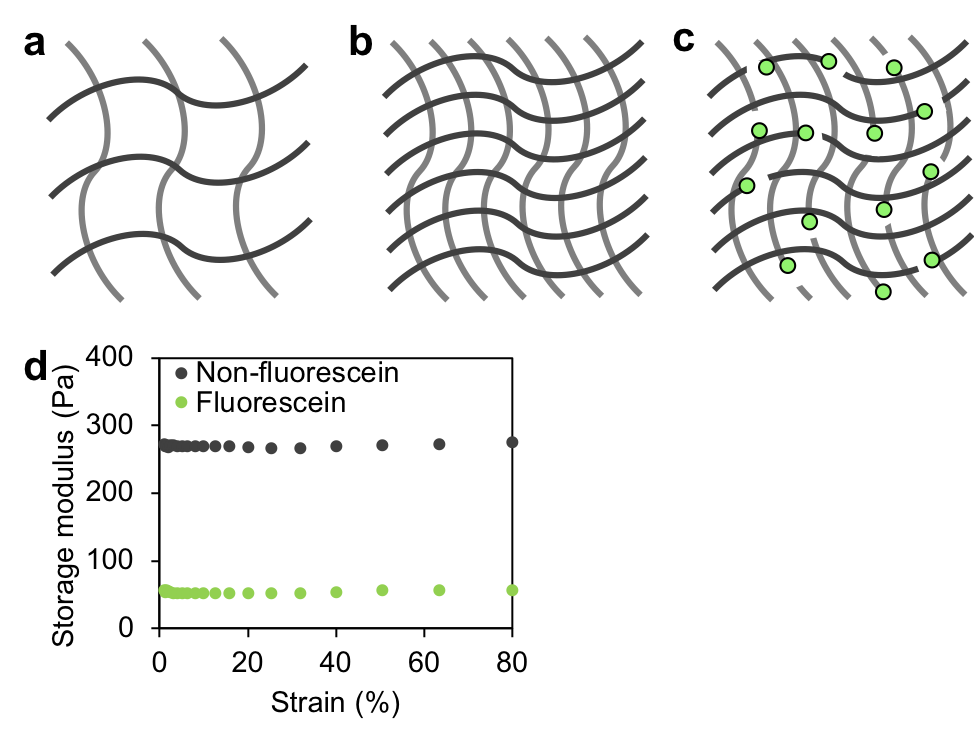 a
b
c
d
Storage modulus (Pa)
400
300
200
100
0
Non-fluorescein
Fluorescein
0 20 40 60 80
Strain (%)